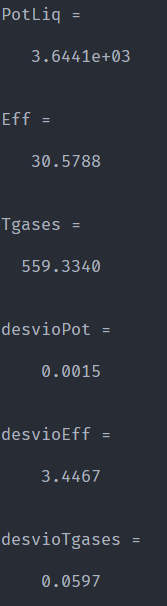 PotLiq =
3.6441e+03
Eff =
30.5788
Tgases =
559.3340
desvioPot =
0.0015
desvioEff =
3.4467
desvioTgases =
0.0597